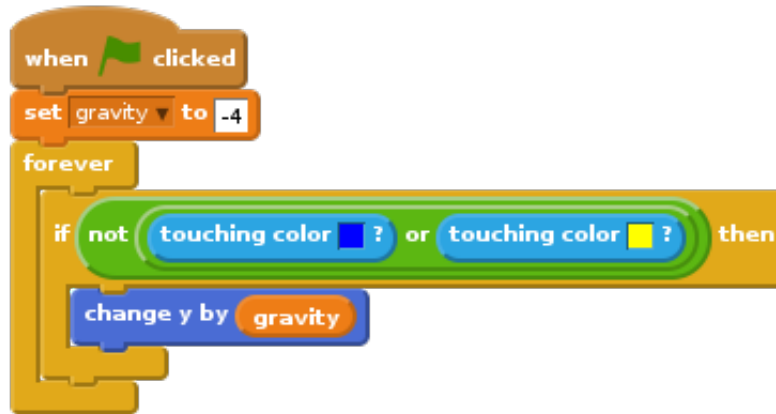 when clicked
set gravity to -4
forever
if not touching color ? or touching color ? then
change y by gravity